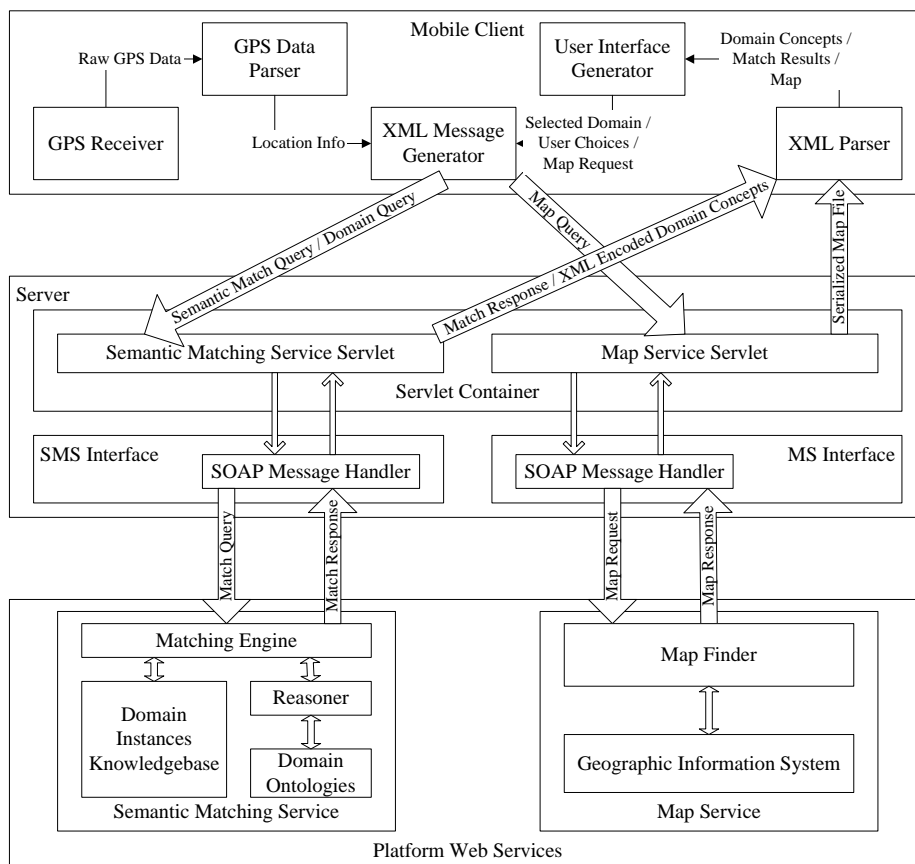 Mobile Client
GPS Data
Parser
User Interface
Generator
Domain Concepts /
Match Results /
Map
Raw GPS Data
GPS Receiver
Location Info
XML Message
Generator
Selected Domain /
User Choices /
Map Request
XML Parser
Semantic Match Query / Domain Query
Map Query
Match Response / XML Encoded Domain Concepts
Serialized Map File
Server
Semantic Matching Service Servlet
Map Service Servlet
Servlet Container
SMS Interface
SOAP Message Handler
MS Interface
SOAP Message Handler
Match Query
Match Response
Map Request
Map Response
Matching Engine
Map Finder
Domain
Instances
Knowledgebase
Reasoner
Domain
Ontologies
Geographic Information System
Semantic Matching Service
Map Service
Platform Web Services